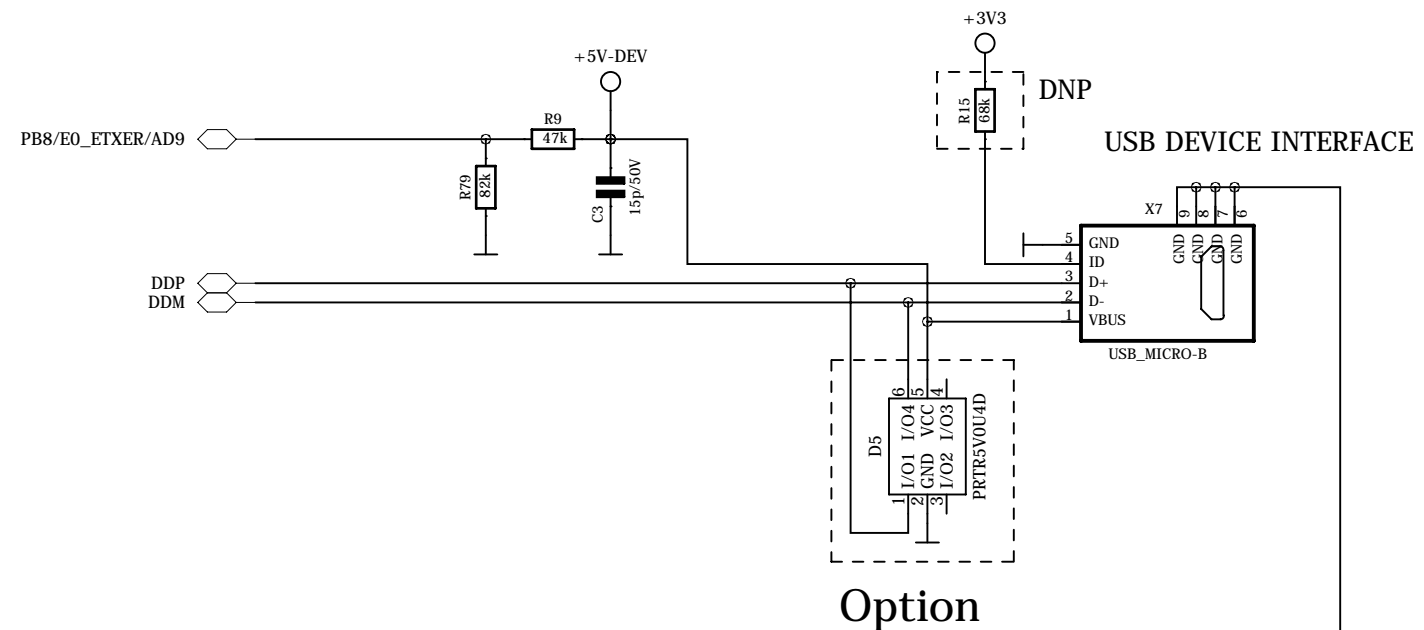 +3V3
+5V-DEV
DNP
R15
68k
PB8/E0_ETXER/AD9
R9
47k
USB DEVICE INTERFACE
R79
82k
C3
15p/50V
X7
9
8
7
6
GND
GND
GND
GND
5 GND
4 ID
DDP
3 D+
DDM
2 D-
1 VBUS
USB_MICRO-B
6
5
4
I/O4
VCC
I/O3
D5
PRTR5V0U4D
I/O1
GND
I/O2
1
2
3
Option